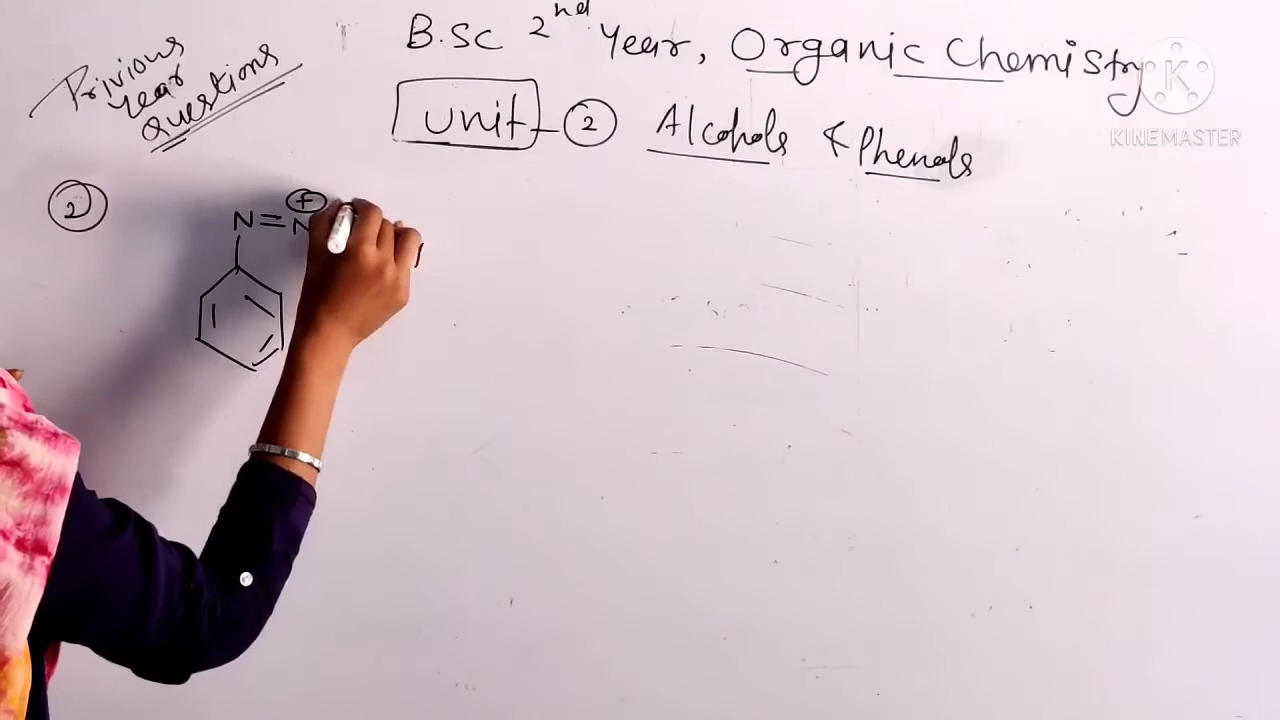 B.SC 2nd Year, Organic Chemistry
Unit - 2 Alcohols & Phenols
Privious
Year
Questions
K
KINEMASTER
2
N=N
+